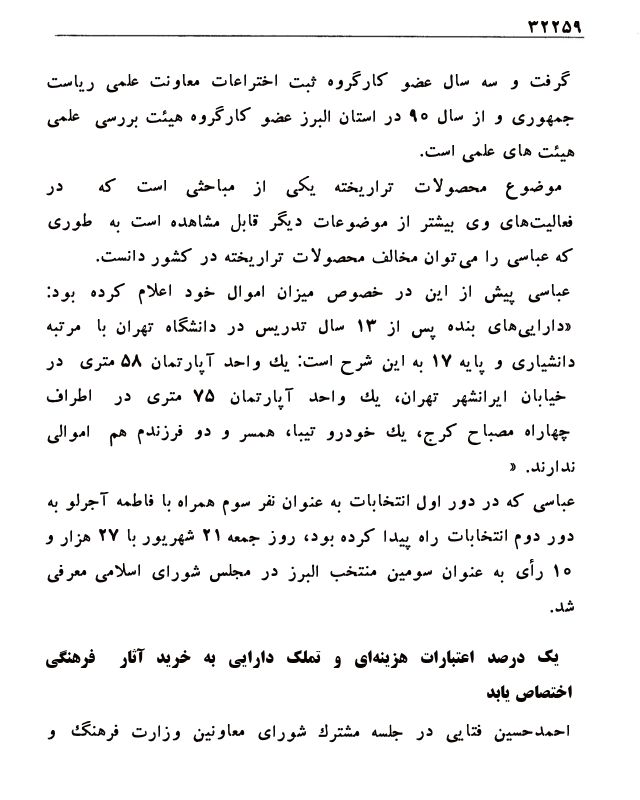 ۳۲۲۵۹
گرفت و سه سال عضو کارگروه ثبت اختراعات معاونت علمی ریاست
جمهوری و از سال ۹۰ در استان البرز عضو کارگروه هیئت بررسی علمی
هیئت های علمی است.
موضوع محصولات تراریخته یکی از مباحثی است که در
فعالیت‌های وی بیشتر از موضوعات دیگر قابل مشاهده است به طوری
که عباسی را می‌توان مخالف محصولات تراریخته در کشور دانست.
عباسی پیش از این در خصوص میزان اموال خود اعلام کرده بود:
«دارایی‌های بنده پس از ۱۳ سال تدریس در دانشگاه تهران با مرتبه
دانشیاری و پایه ۱۷ به این شرح است: یك واحد آپارتمان ۵۸ متری در
خیابان ایرانشهر تهران، یك واحد آپارتمان ۷۵ متری در اطراف
چهاراه مصباح کرج، یك خودرو تیبا، همسر و دو فرزندم هم اموالی
ندارند. «
عباسی که در دور اول انتخابات به عنوان نفر سوم همراه با فاطمه آجرلو به
دور دوم انتخابات راه پیدا کرده بود، روز جمعه ۲۱ شهریور با ۲۷ هزار و
۱۰ رأی به عنوان سومین منتخب البرز در مجلس شورای اسلامی معرفی
شد.
یک درصد اعتبارات هزینه‌ای و تملک دارایی به خرید آثار فرهنگی
اختصاص یابد
احمدحسین فتایی در جلسه مشترك شورای معاونین وزارت فرهنگ و